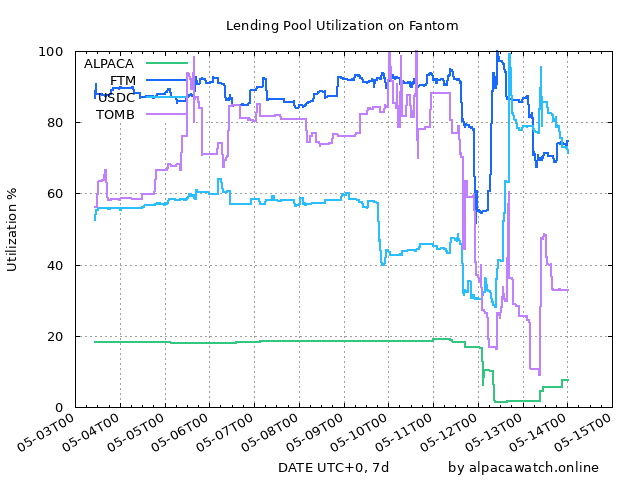 Lending Pool Utilization on Fantom
ALPACA
FTM
USDC
TOMB
100
80
60
40
20
0
Utilization %
05-03T00
05-04T00
05-05T00
05-06T00
05-07T00
05-08T00
05-09T00
05-10T00
05-11T00
05-12T00
05-13T00
05-14T00
05-15T00
DATE UTC+0, 7d
by alpacawatch.online